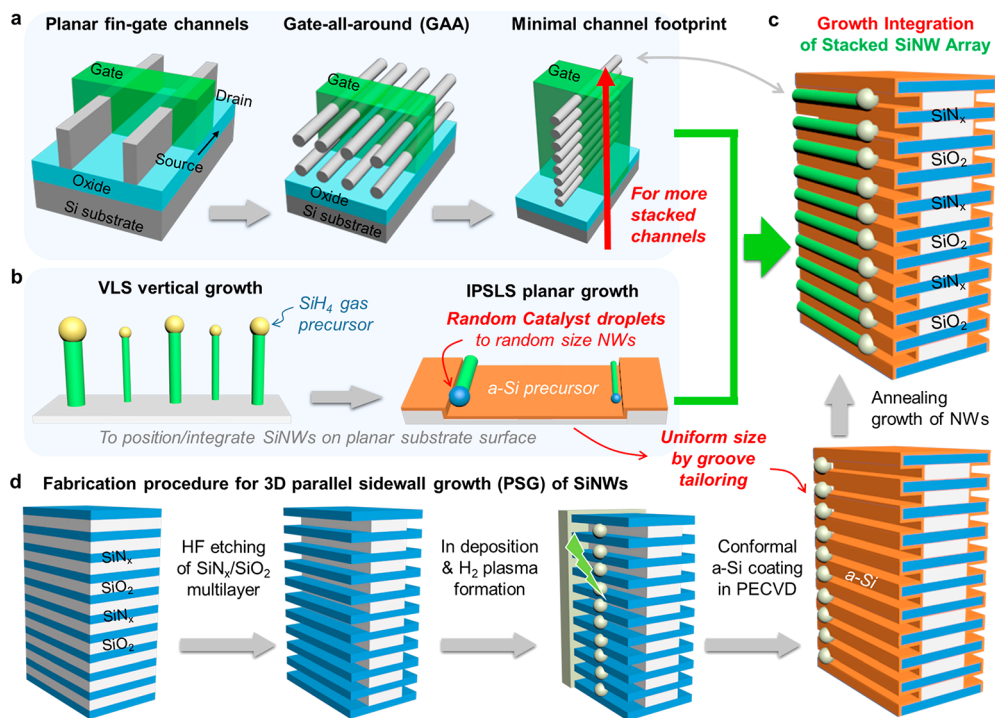 a
Planar fin-gate channels
Gate
Drain
Source
Oxide
Si substrate
Gate-all-around (GAA)
Gate
Oxide
Si substrate
Minimal channel footprint
Gate
For more
stacked
channels
b
VLS vertical growth
SiH₄ gas
precursor
IPSLS planar growth
Random Catalyst droplets
to random size NWs
a-Si precursor
To position/integrate SiNWs on planar substrate surface
Uniform size
by groove
tailoring
c
Growth Integration
of Stacked SiNW Array
SiNₓ
SiO₂
SiNₓ
SiO₂
SiNₓ
SiO₂
Annealing
growth of NWs
d
Fabrication procedure for 3D parallel sidewall growth (PSG) of SiNWs
SiNₓ
SiO₂
SiNₓ
SiO₂
HF etching
of SiNₓ/SiO₂
multilayer
In deposition
& H₂ plasma
formation
Conformal
a-Si coating
in PECVD
a-Si